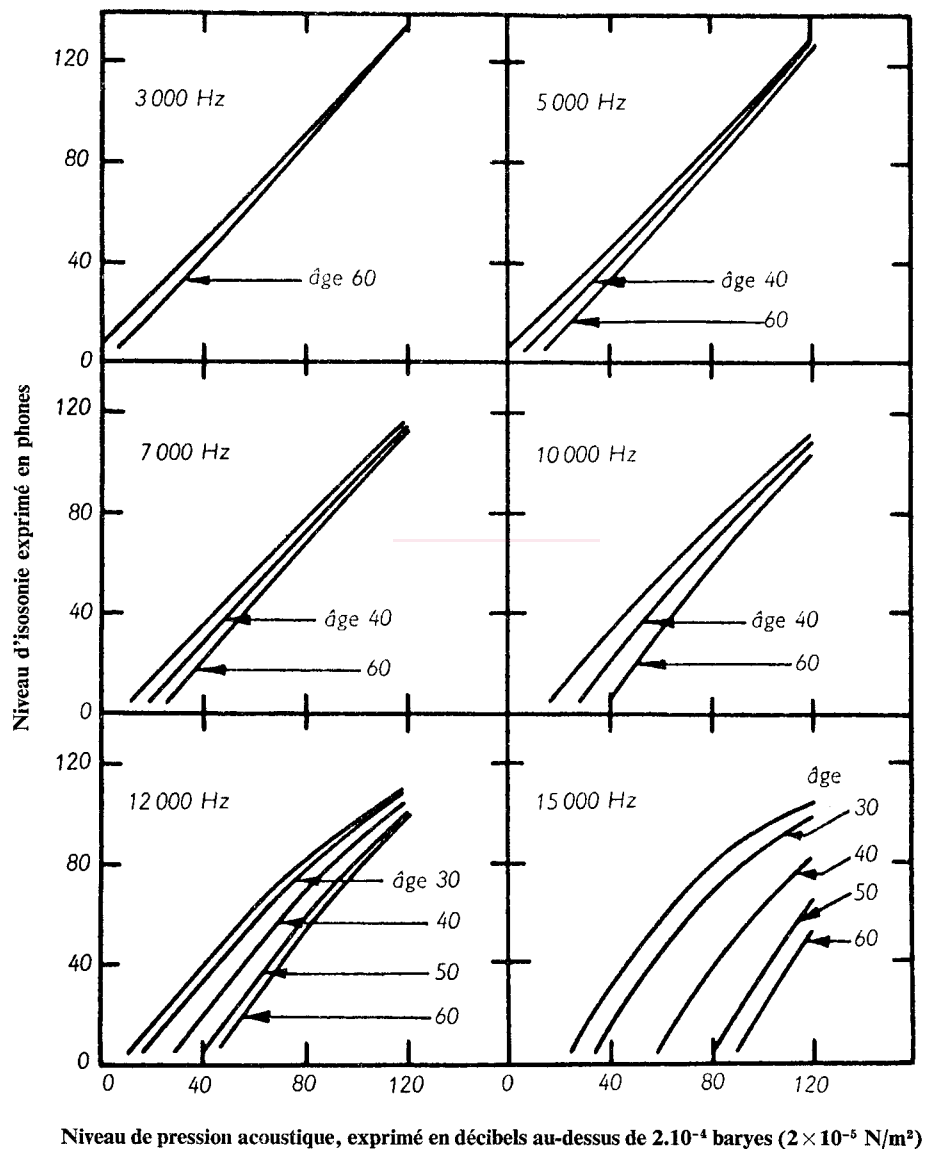 Niveau d'isosonie exprimé en phones
120
80
40
0
3 000 Hz
âge 60
5 000 Hz
âge 40
60
120
80
40
0
7 000 Hz
âge 40
60
10 000 Hz
âge 40
60
120
80
40
0
12 000 Hz
âge 30
40
50
60
15 000 Hz
âge
30
40
50
60
0 40 80 120 0 40 80 120
Niveau de pression acoustique, exprimé en décibels au-dessus de 2.10⁻⁴ baryes (2×10⁻⁵ N/m²)